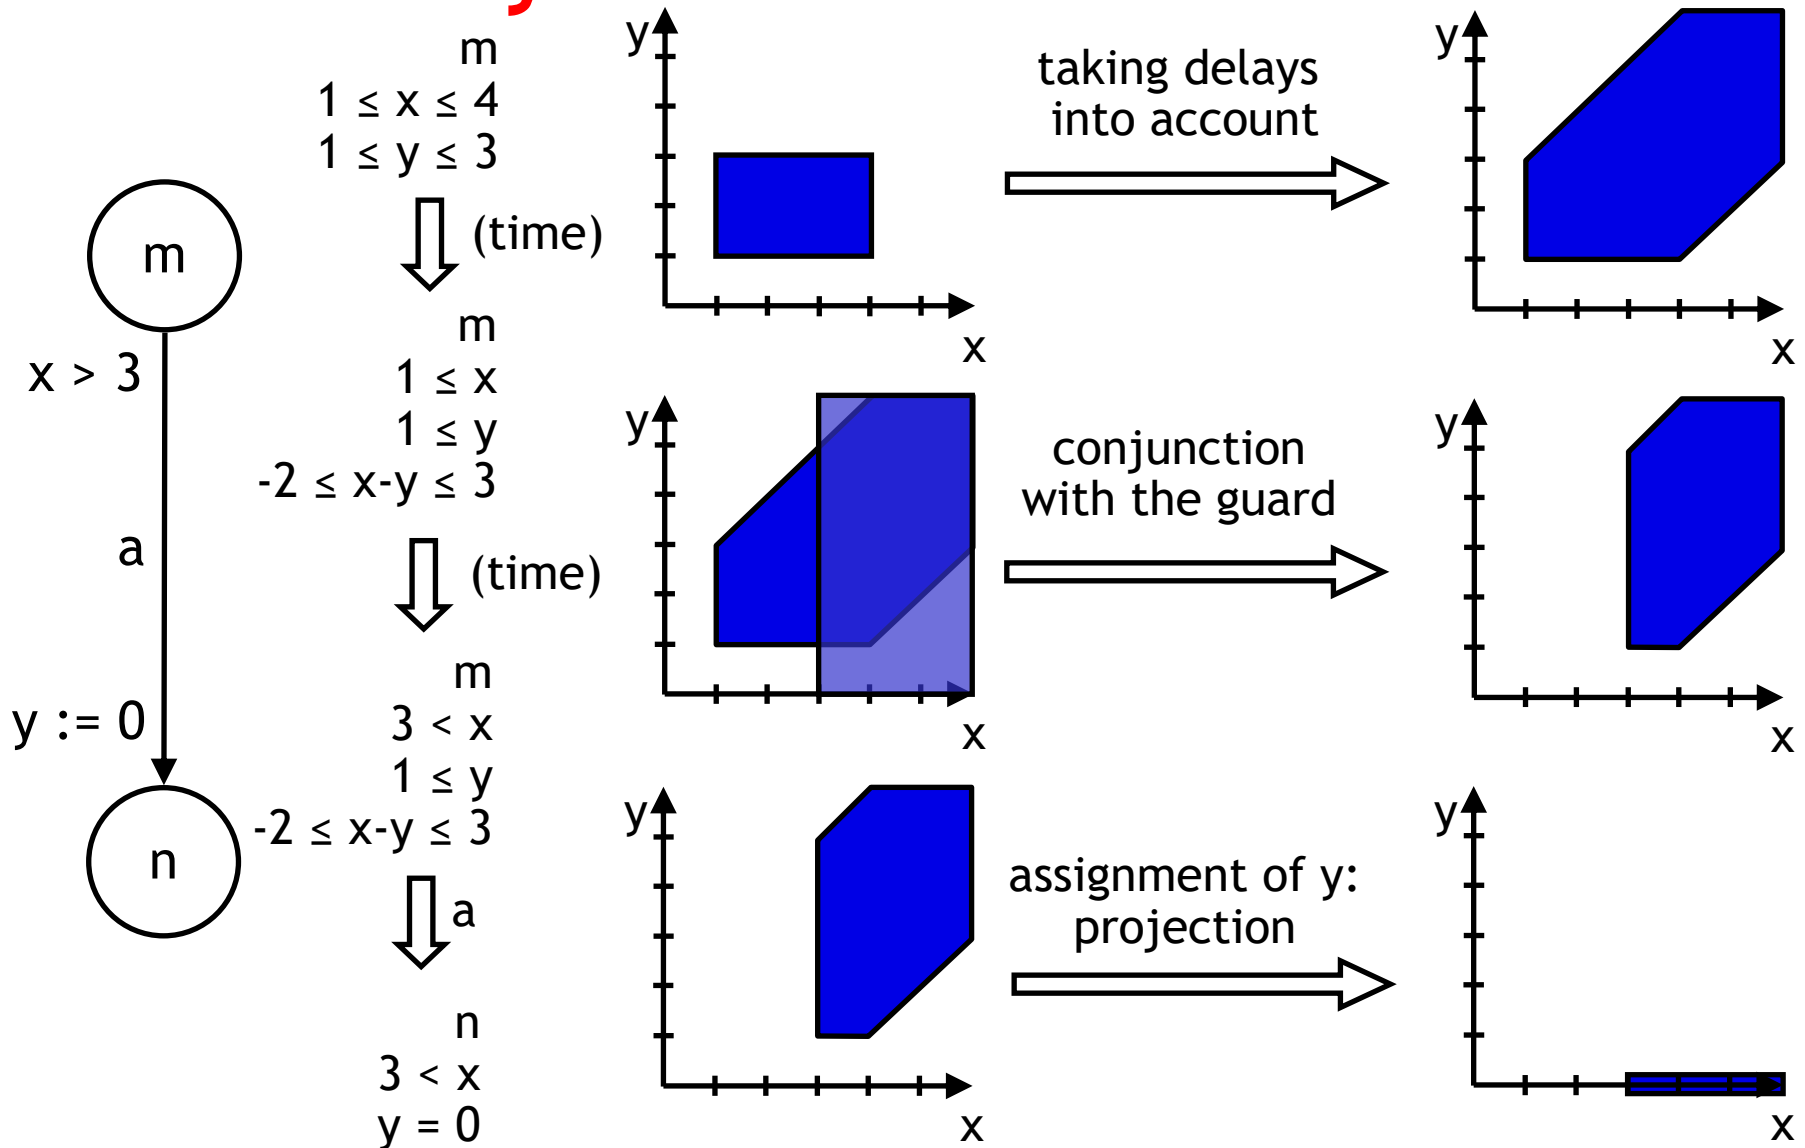 m
x > 3
a
y := 0
n
m
1 ≤ x ≤ 4
1 ≤ y ≤ 3
(time)
m
1 ≤ x
1 ≤ y
-2 ≤ x-y ≤ 3
(time)
m
3 < x
1 ≤ y
-2 ≤ x-y ≤ 3
a
n
3 < x
y = 0
y
x
taking delays
into account
y
x
y
x
conjunction
with the guard
y
x
y
x
assignment of y:
projection
y
x